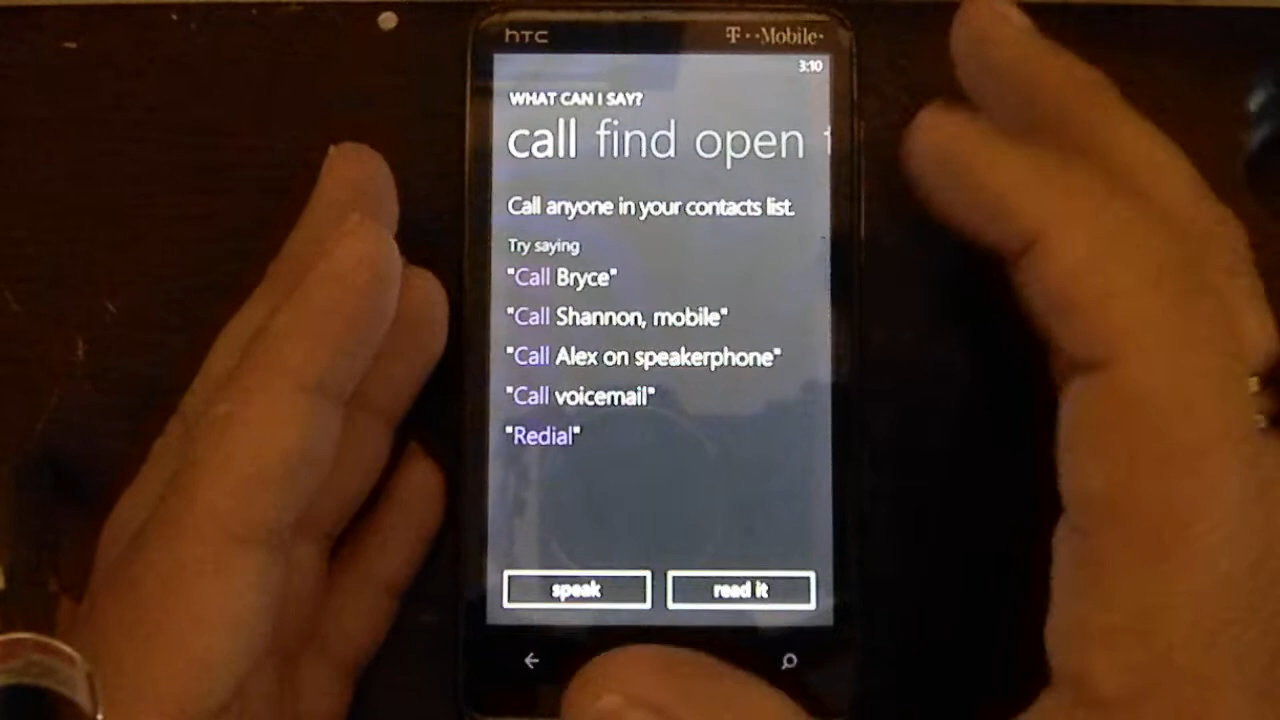 hTC T··Mobile·
3:10
WHAT CAN I SAY?
call find open
Call anyone in your contacts list.
Try saying
"Call Bryce"
"Call Shannon, mobile"
"Call Alex on speakerphone"
"Call voicemail"
"Redial"
speak read it